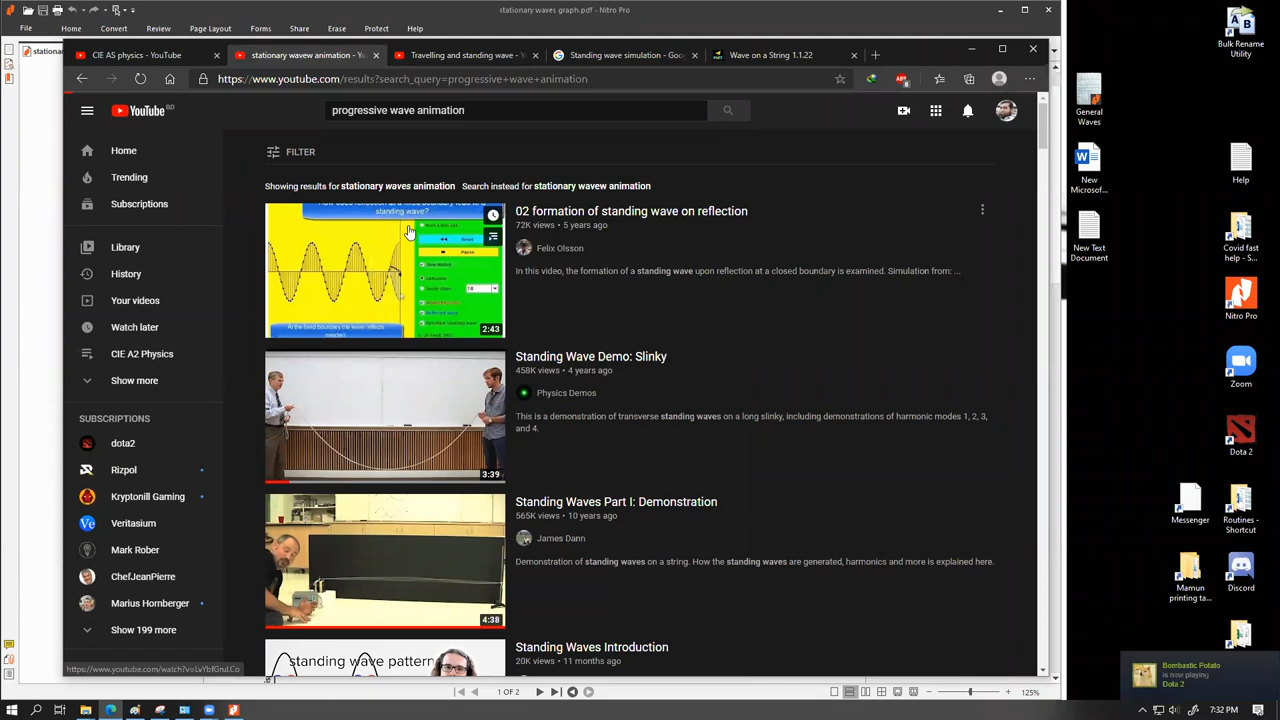 stationary waves graph.pdf - Nitro Pro
File Home Convert Review Page Layout Forms Share Protect Help
CIE AS physics - YouTube
stationary wavew animation - Yo
Travelling and standing wave -
Standing wave simulation - Goo
Wave on a String 1.1.22
https://www.youtube.com/results?search_query=progressive+wave+animation
YouTube BD
progressive wave animation
Home
Trending
Subscriptions
Library
History
Your videos
Watch later
CIE A2 Physics
Show more
SUBSCRIPTIONS
dota2
Rizpol
Kryptonill Gaming
Veritasium
Mark Rober
ChefJeanPierre
Marius Hornberger
Show 199 more
FILTER
Showing results for stationary waves animation Search instead for stationary wavew animation
standing wave?
2:43
02 formation of standing wave on reflection
72K views • 5 years ago
Felix Olsson
In this video, the formation of a standing wave upon reflection at a closed boundary is examined. Simulation from: ...
3:39
Standing Wave Demo: Slinky
458K views • 4 years ago
Physics Demos
This is a demonstration of transverse standing waves on a long slinky, including demonstrations of harmonic modes 1, 2, 3,
and 4.
4:38
Standing Waves Part I: Demonstration
565K views • 10 years ago
James Dann
Demonstration of standing waves on a string. How the standing waves are generated, harmonics and more is explained here.
standing wave pattern
Standing Waves Introduction
20K views • 11 months ago
1 OF 2
125%
General
Waves
New
Microsof...
New Text
Document
Bulk Rename
Utility
Help
Covid fast
help - S...
Nitro Pro
Zoom
Dota 2
Messenger
Routines -
Shortcut
Mamun
printing ta...
Discord
Bombastic Potato
is now playing
Dota 2
7:32 PM